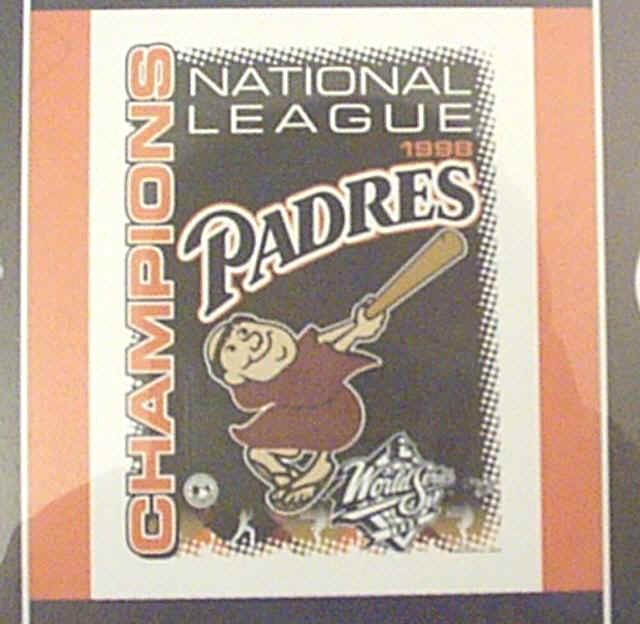 CHAMPIONS
NATIONAL
LEAGUE
1998
PADRES
World Series